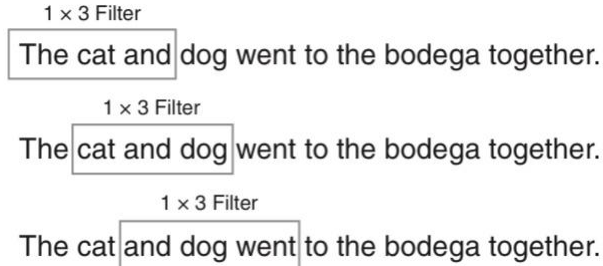 1 × 3 Filter
The cat and dog went to the bodega together.
1 × 3 Filter
The cat and dog went to the bodega together.
1 × 3 Filter
The cat and dog went to the bodega together.